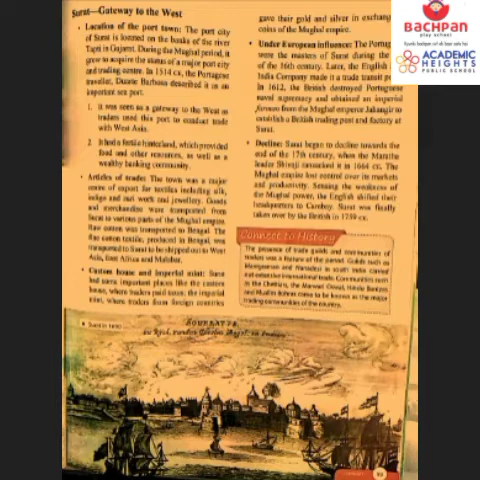 Surat—Gateway to the West
• Location of the port town: The port city
of Surat is located on the banks of the river
Tapti in Gujarat. During the Mughal period, it
grew to acquire the status of a major port city
and trading centre. In 1514 CE, the Portuguese
traveller, Duarte Barbosa described it as an
important sea port.
1. It was seen as a gateway to the West as
traders used this port to conduct trade
with West Asia.
2. It had a fertile hinterland, which provided
food and other resources, as well as a
wealthy banking community.
• Articles of trade: The town was a major
centre of export for textiles including silk,
indigo and zari work and jewellery. Goods
and merchandise were transported from
Surat to various parts of the Mughal empire.
Raw cotton was transported to Bengal. The
fine cotton textile, produced in Bengal, was
transported to Surat to be shipped out to West
Asia, East Africa and Malabar.
• Custom house and imperial mint: Surat
had some important places like the custom
house, where traders paid taxes; the imperial
mint, where traders from foreign countries
gave their gold and silver in exchang
coins of the Mughal empire.
• Under European influence: The Portug
were the masters of Surat during the
of the 16th century. Later, the English
India Company made it a trade transit po
In 1612, the British destroyed Portuguese
naval supremacy and obtained an imperial
farman from the Mughal emperor Jahangir to
establish a British trading post and factory at
Surat.
• Decline: Surat began to decline towards the
end of the 17th century, when the Maratha
leader Shivaji ransacked it in 1664 CE. The
Mughal empire lost control over its markets
and productivity. Sensing the weakness of
the Mughal power, the English shifted their
headquarters to Cambay. Surat was finally
taken over by the British in 1759 CE.
Connect to History
The presence of trade guilds and communities of
traders was a feature of the period. Guilds such as
Manigraman and Nanadesi in south India carried
out extensive international trade. Communities such
as the Chettiars, the Marwari Oswal, Hindu Baniyas
and Muslim Bohras came to be known as the major
trading communities of the country.
Surat in 1690
SOURATTE
93
BACHPAN
play school
ACADEMIC
HEIGHTS
PUBLIC SCHOOL